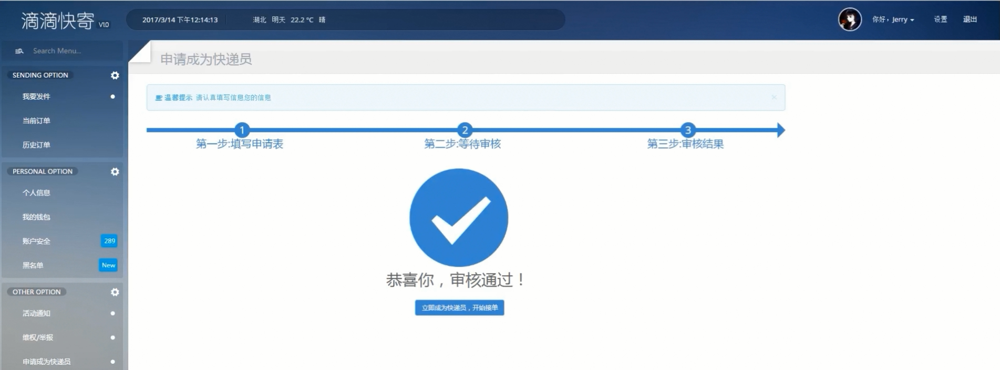 滴滴快寄 V1.0
2017/3/14 下午12:14:13
湖北 明天 22.2 ℃ 晴
你好，Jerry
设置
退出
Search Menu...
SENDING OPTION
我要发件
当前订单
历史订单
PERSONAL OPTION
个人信息
我的钱包
账户安全 289
黑名单 New
OTHER OPTION
活动通知
维权/举报
申请成为快递员
申请成为快递员
温馨提示 请认真填写信息您的信息
×
1
第一步:填写申请表
2
第二步:等待审核
3
第三步:审核结果
恭喜你，审核通过！
立即成为快递员，开始接单